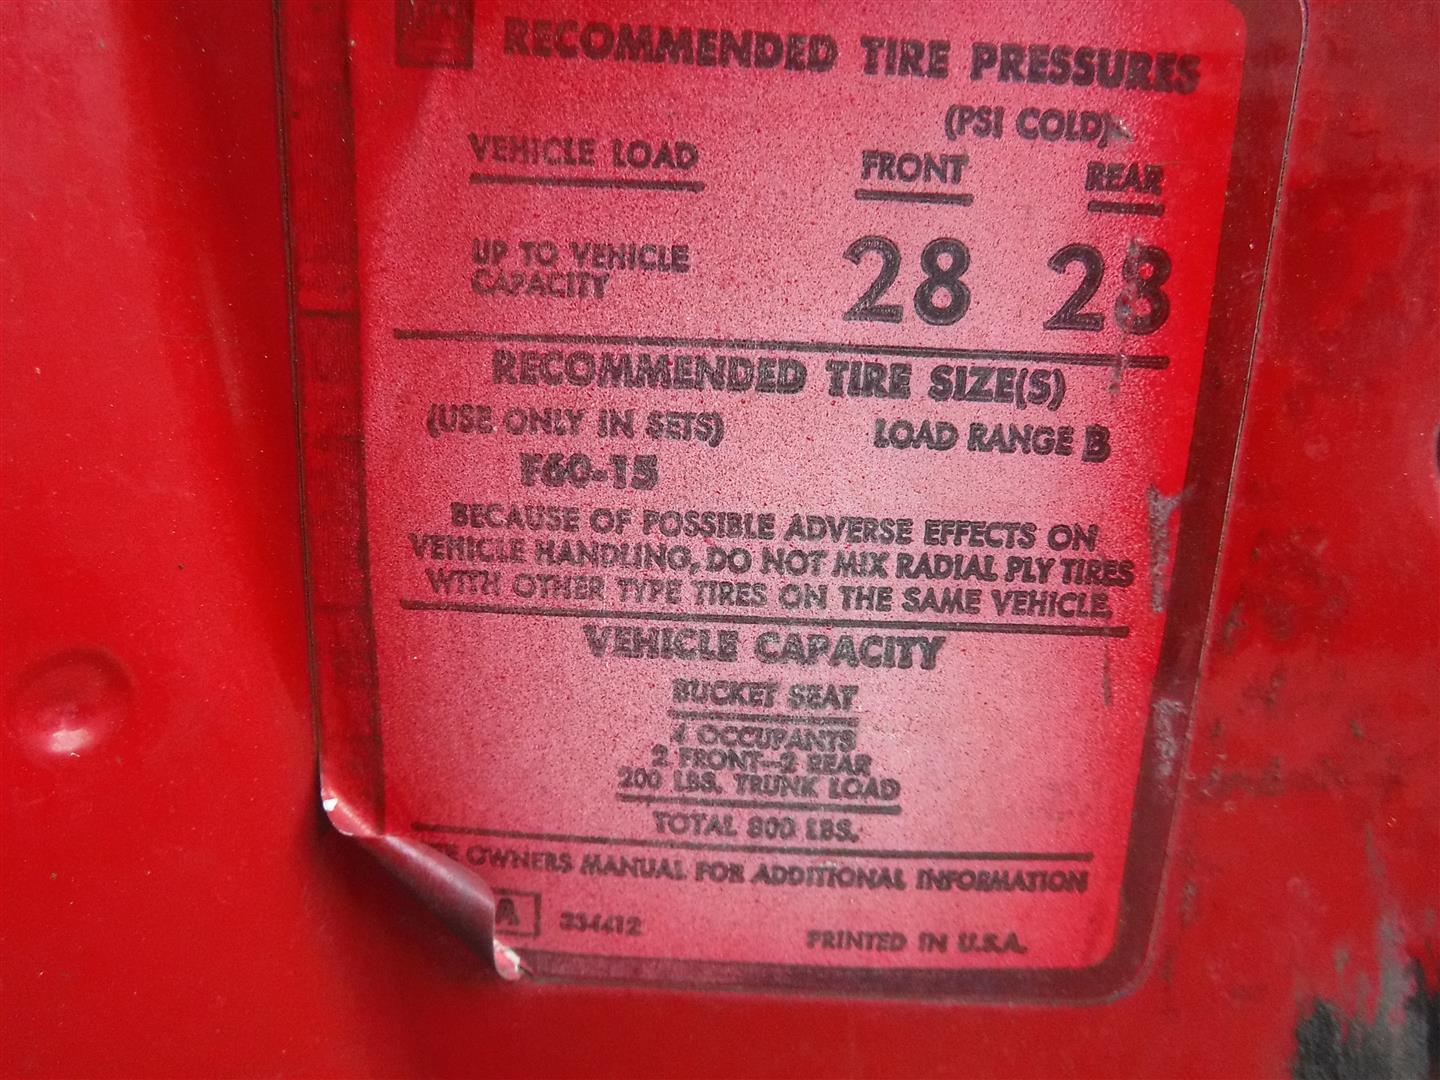 RECOMMENDED TIRE PRESSURES
(PSI COLD)
VEHICLE LOAD FRONT REAR
UP TO VEHICLE
CAPACITY
28 28
RECOMMENDED TIRE SIZE(S)
(USE ONLY IN SETS) LOAD RANGE B
F60-15
BECAUSE OF POSSIBLE ADVERSE EFFECTS ON
VEHICLE HANDLING, DO NOT MIX RADIAL PLY TIRES
WITH OTHER TYPE TIRES ON THE SAME VEHICLE.
VEHICLE CAPACITY
BUCKET SEAT
4 OCCUPANTS
2 FRONT-2 REAR
200 LBS. TRUNK LOAD
TOTAL 800 LBS.
OWNERS MANUAL FOR ADDITIONAL INFORMATION
A 334412 PRINTED IN U.S.A.